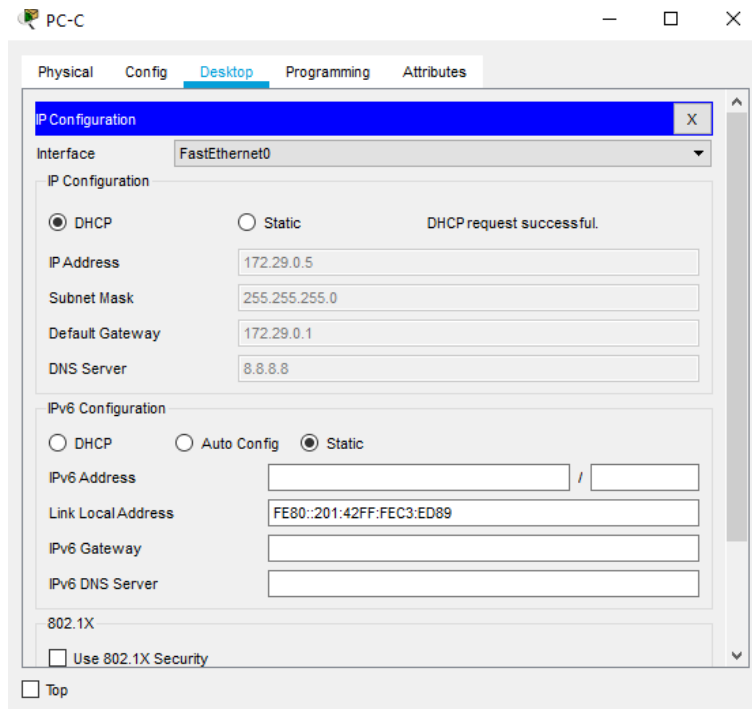 PC-C
Physical Config Desktop Programming Attributes
IP Configuration X
Interface FastEthernet0
IP Configuration
DHCP Static DHCP request successful.
IP Address 172.29.0.5
Subnet Mask 255.255.255.0
Default Gateway 172.29.0.1
DNS Server 8.8.8.8
IPv6 Configuration
DHCP Auto Config Static
IPv6 Address /
Link Local Address FE80::201:42FF:FEC3:ED89
IPv6 Gateway
IPv6 DNS Server
802.1X
Use 802.1X Security
Top